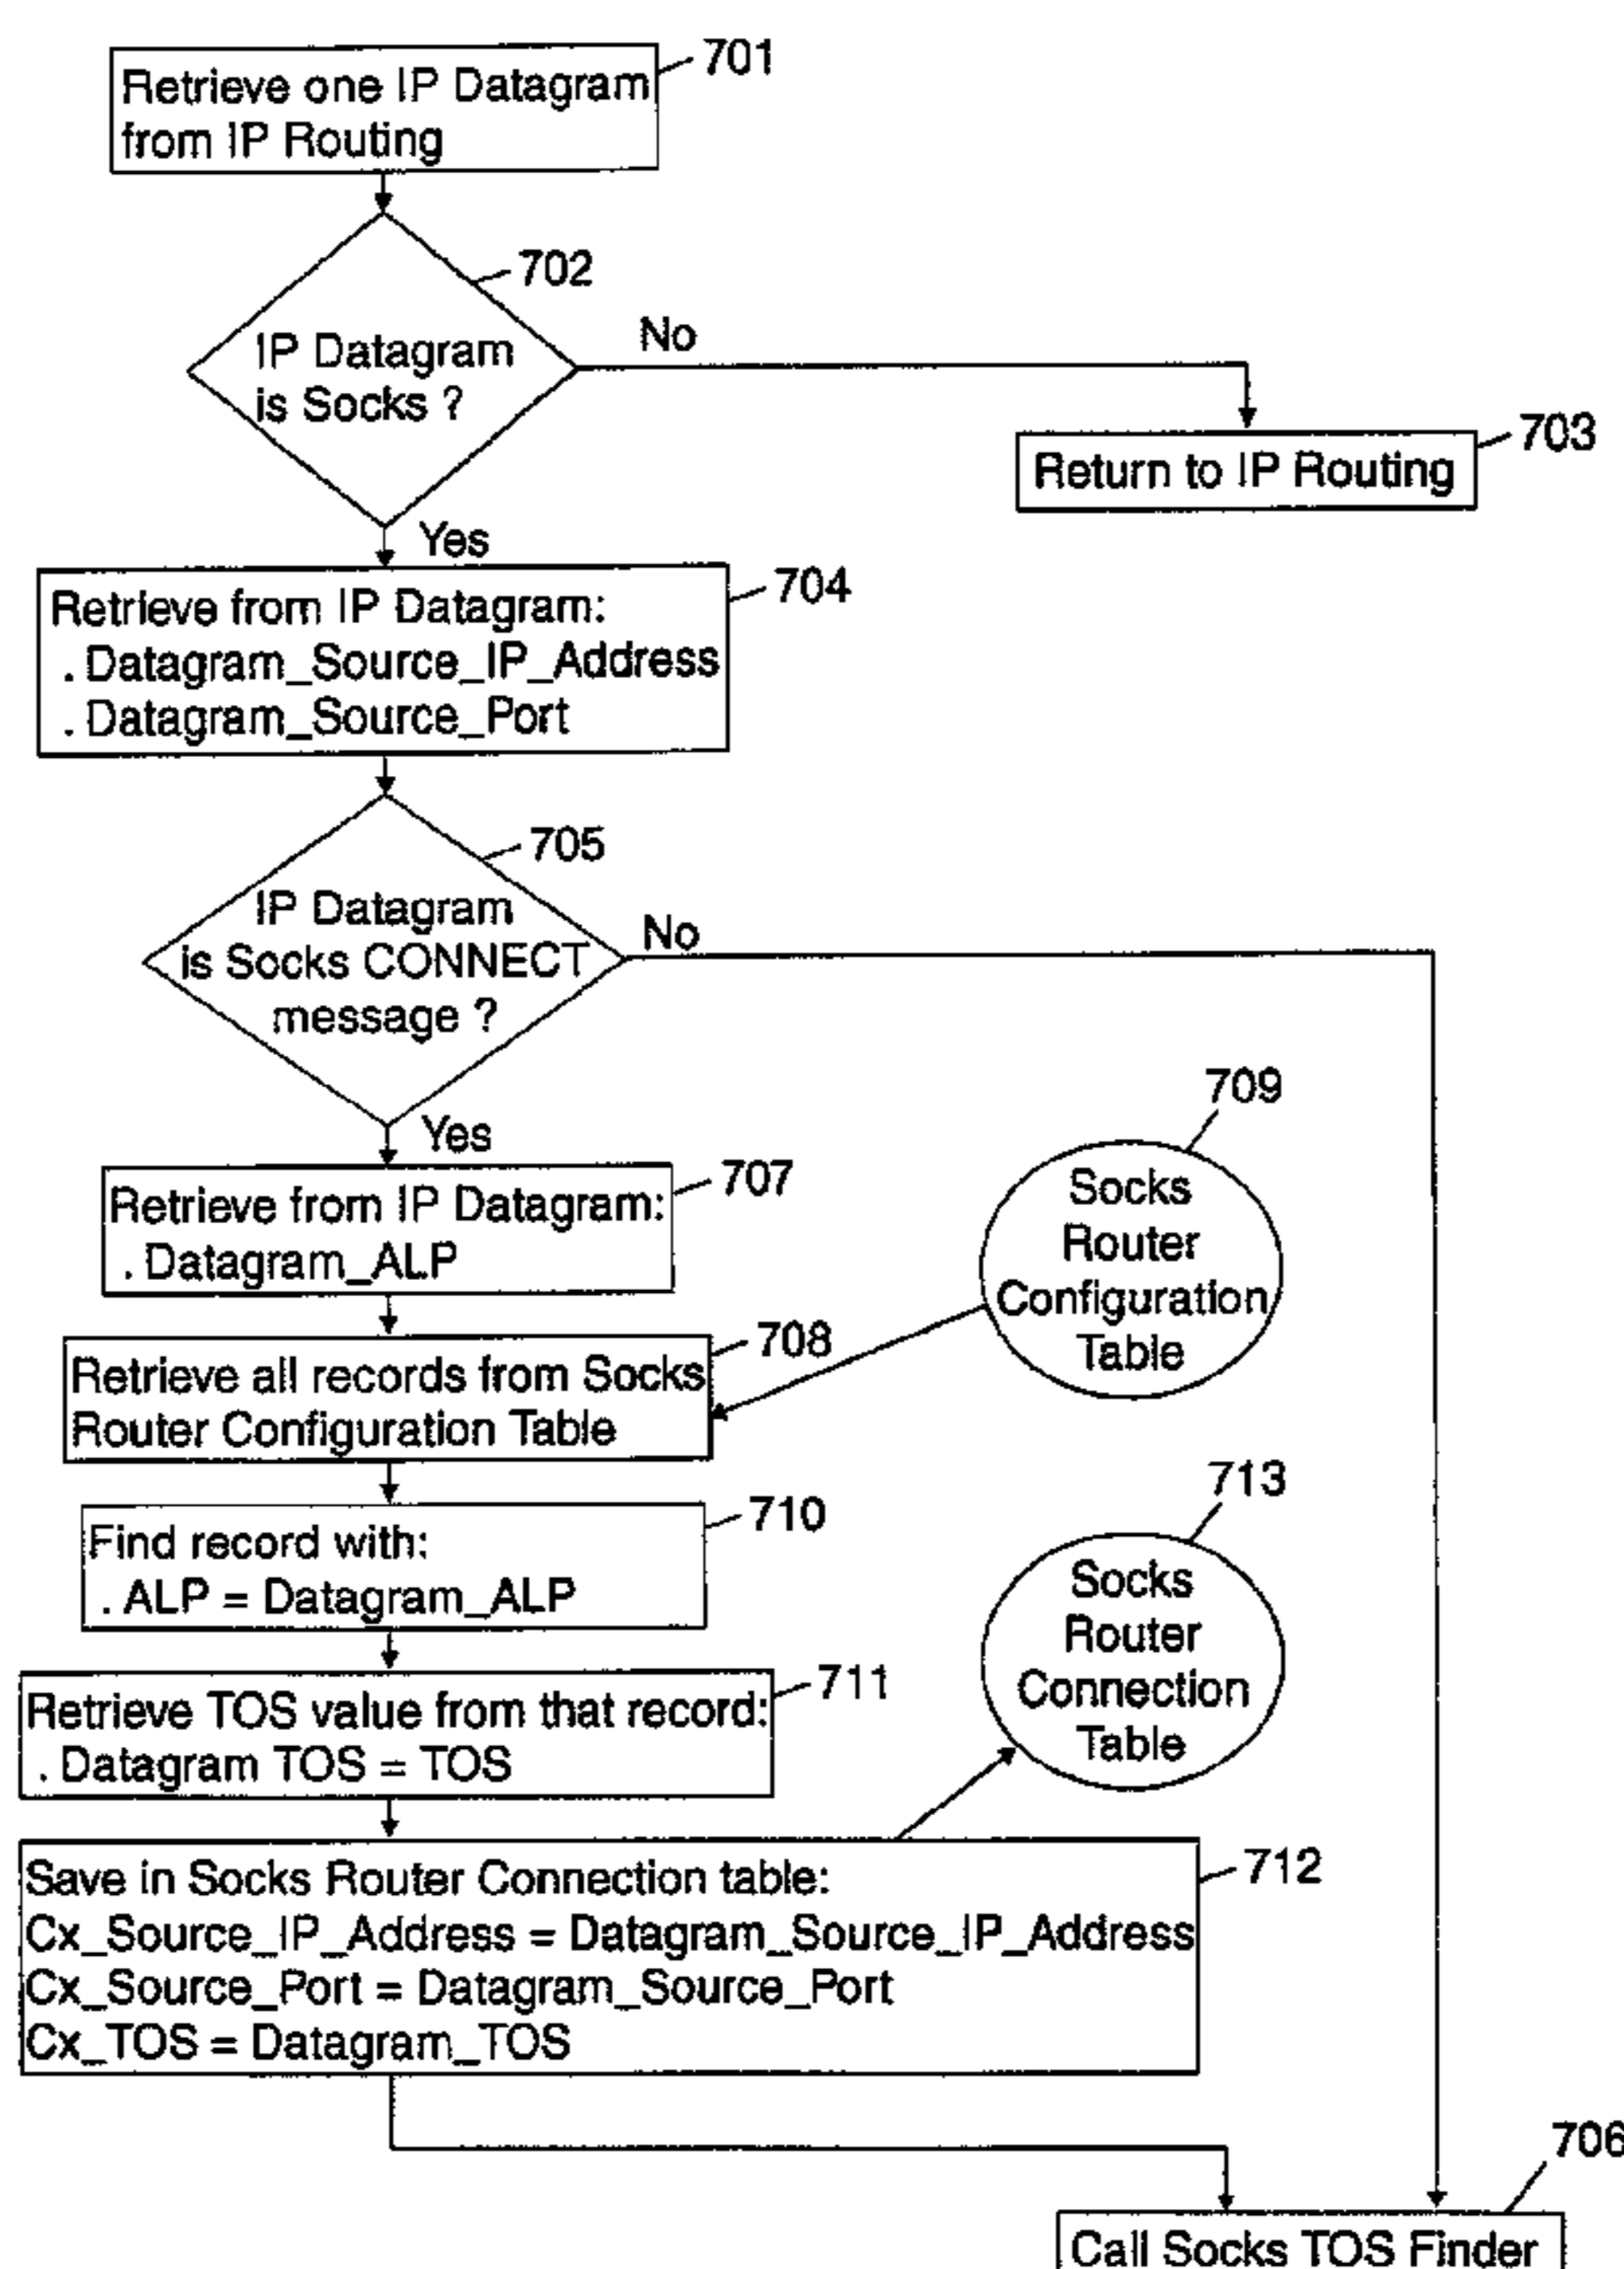 701
Retrieve one IP Datagram
from IP Routing
702
IP Datagram
is Socks ?
No
703
Return to IP Routing
Yes
704
Retrieve from IP Datagram:
. Datagram_Source_IP_Address
. Datagram_Source_Port
705
IP Datagram
is Socks CONNECT
message ?
No
Yes
709
Socks
Router
Configuration
Table
707
Retrieve from IP Datagram:
. Datagram_ALP
708
Retrieve all records from Socks
Router Configuration Table
713
Socks
Router
Connection
Table
710
Find record with:
. ALP = Datagram_ALP
711
Retrieve TOS value from that record:
. Datagram TOS = TOS
712
Save in Socks Router Connection table:
Cx_Source_IP_Address = Datagram_Source_IP_Address
Cx_Source_Port = Datagram_Source_Port
Cx_TOS = Datagram_TOS
706
Call Socks TOS Finder